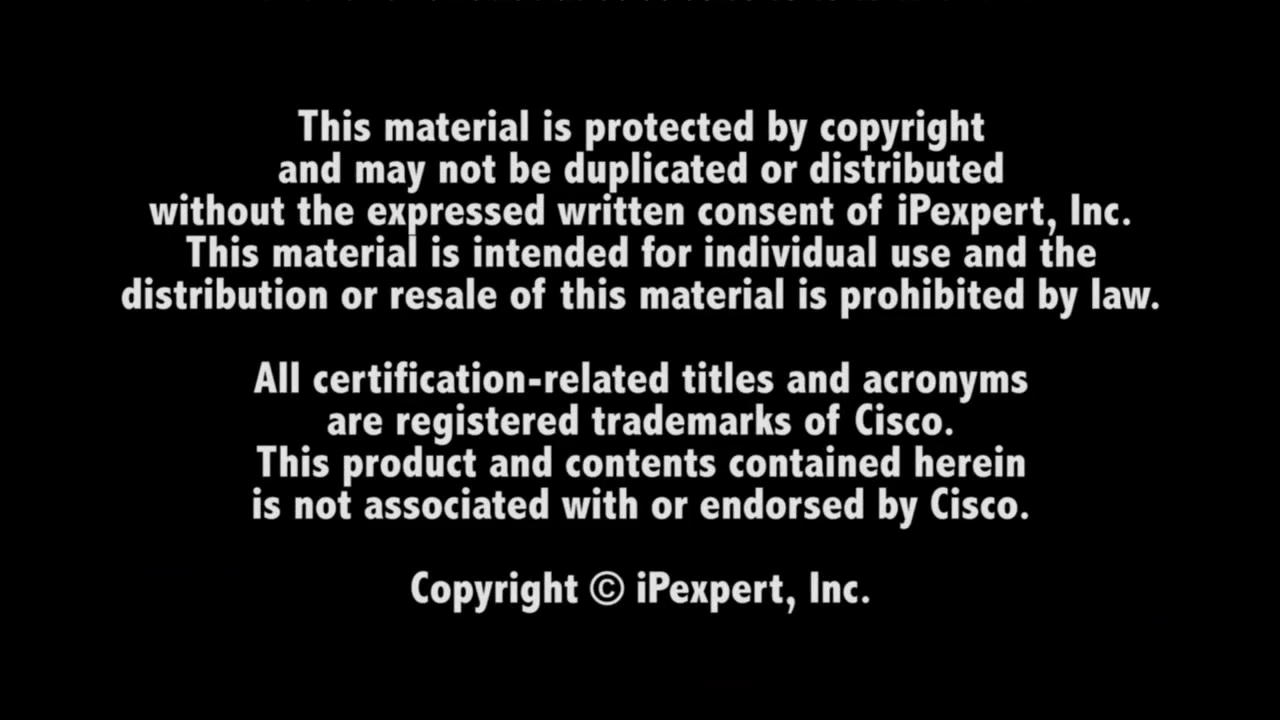 This material is protected by copyright
and may not be duplicated or distributed
without the expressed written consent of iPexpert, Inc.
This material is intended for individual use and the
distribution or resale of this material is prohibited by law.
All certification-related titles and acronyms
are registered trademarks of Cisco.
This product and contents contained herein
is not associated with or endorsed by Cisco.
Copyright © iPexpert, Inc.